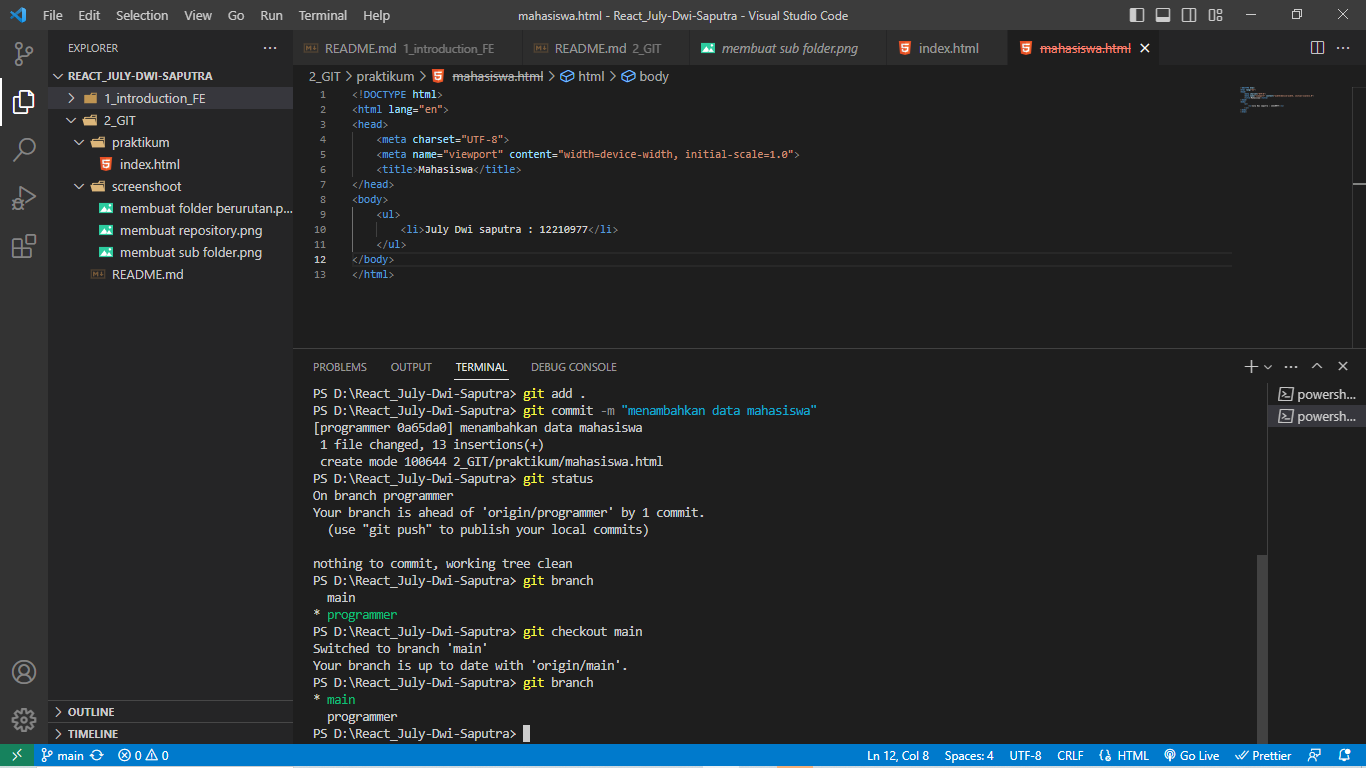 File Edit Selection View Go Run Terminal Help mahasiswa.html - React_July-Dwi-Saputra - Visual Studio Code
EXPLORER
REACT_JULY-DWI-SAPUTRA
1_introduction_FE
2_GIT
praktikum
index.html
screenshoot
membuat folder berurutan.p...
membuat repository.png
membuat sub folder.png
README.md
OUTLINE
TIMELINE
README.md 1_introduction_FE README.md 2_GIT membuat sub folder.png index.html mahasiswa.html
2_GIT > praktikum > mahasiswa.html > html > body
1 <!DOCTYPE html>
2 <html lang="en">
3 <head>
4 <meta charset="UTF-8">
5 <meta name="viewport" content="width=device-width, initial-scale=1.0">
6 <title>Mahasiswa</title>
7 </head>
8 <body>
9 <ul>
10 <li>July Dwi saputra : 12210977</li>
11 </ul>
12 </body>
13 </html>
PROBLEMS OUTPUT TERMINAL DEBUG CONSOLE
PS D:\React_July-Dwi-Saputra> git add .
PS D:\React_July-Dwi-Saputra> git commit -m "menambahkan data mahasiswa"
[programmer 0a65da0] menambahkan data mahasiswa
1 file changed, 13 insertions(+)
create mode 100644 2_GIT/praktikum/mahasiswa.html
PS D:\React_July-Dwi-Saputra> git status
On branch programmer
Your branch is ahead of 'origin/programmer' by 1 commit.
(use "git push" to publish your local commits)
nothing to commit, working tree clean
PS D:\React_July-Dwi-Saputra> git branch
main
* programmer
PS D:\React_July-Dwi-Saputra> git checkout main
Switched to branch 'main'
Your branch is up to date with 'origin/main'.
PS D:\React_July-Dwi-Saputra> git branch
* main
programmer
PS D:\React_July-Dwi-Saputra>
powersh...
powersh...
main 0 0 Ln 12, Col 8 Spaces: 4 UTF-8 CRLF HTML Go Live Prettier